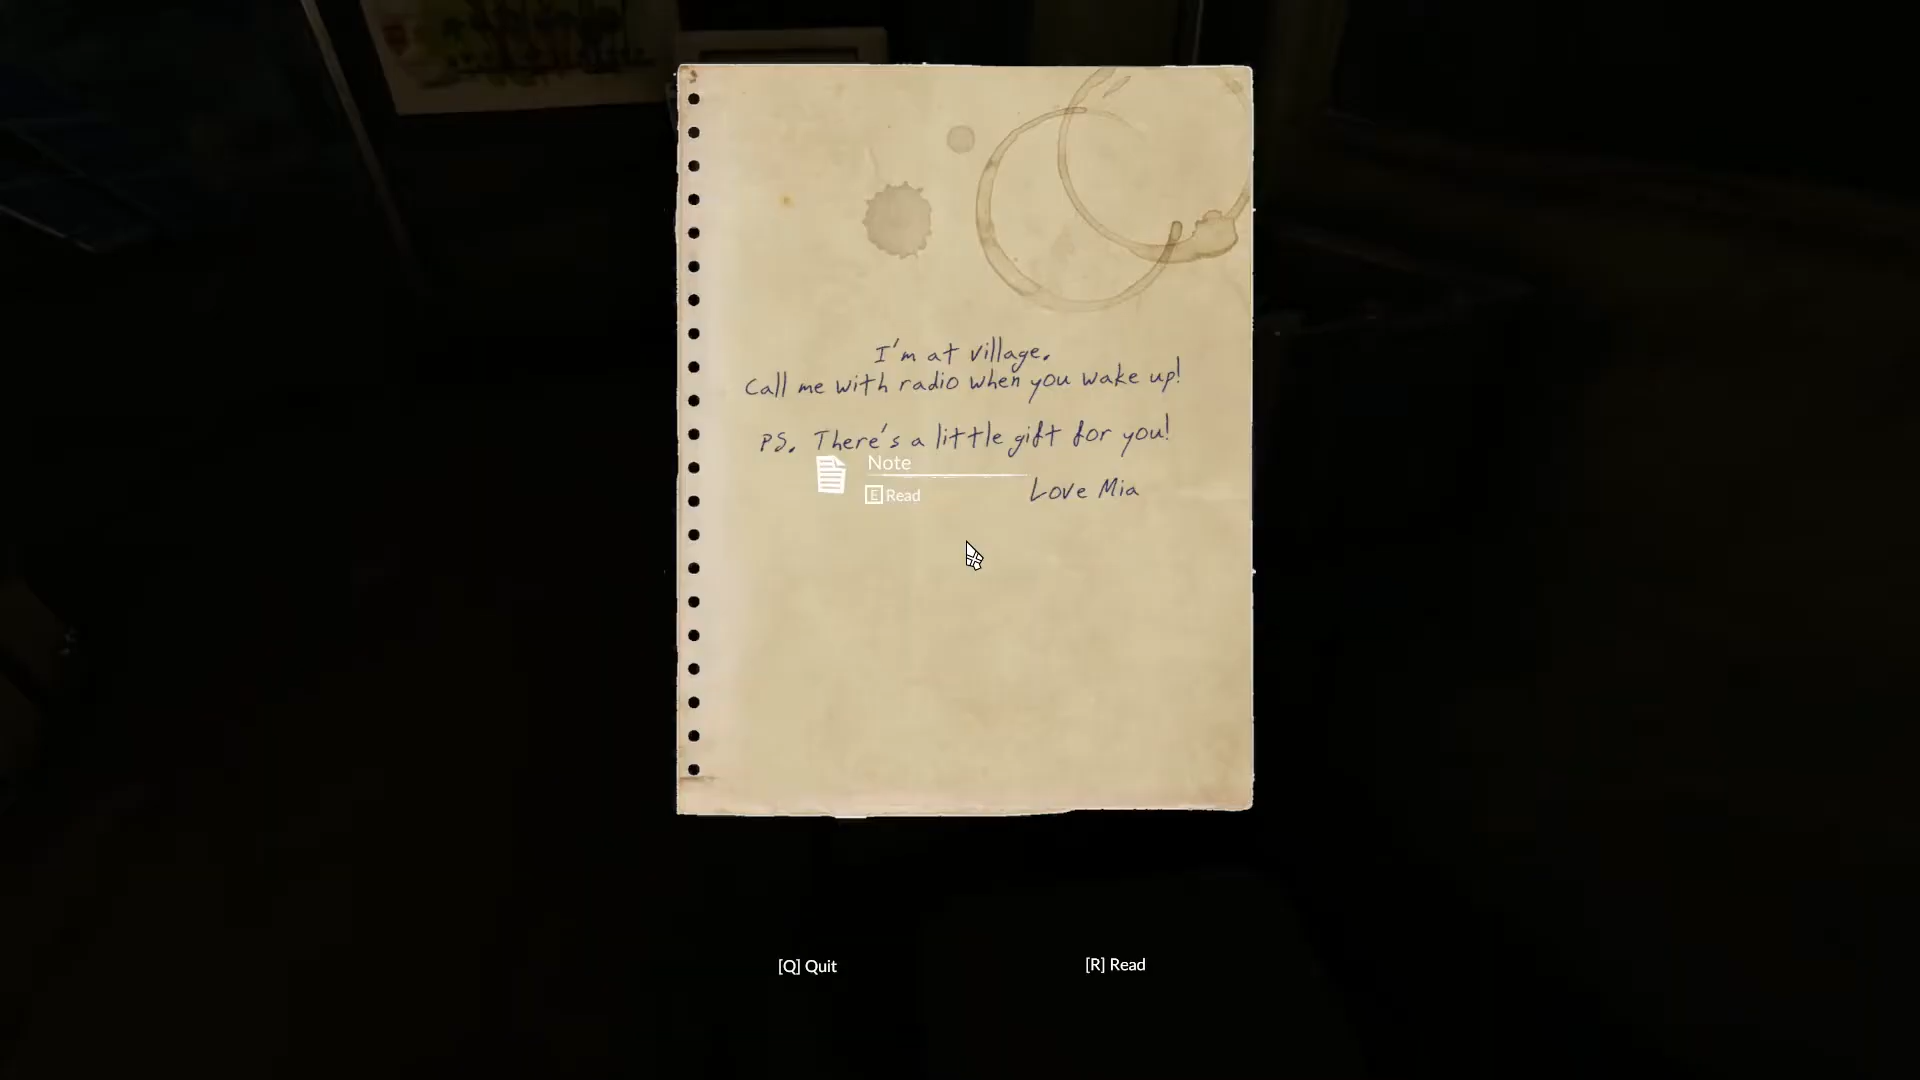 I'm at village.
Call me with radio when you wake up!
PS. There's a little gift for you!
Note
E Read
Love Mia
[Q] Quit
[R] Read